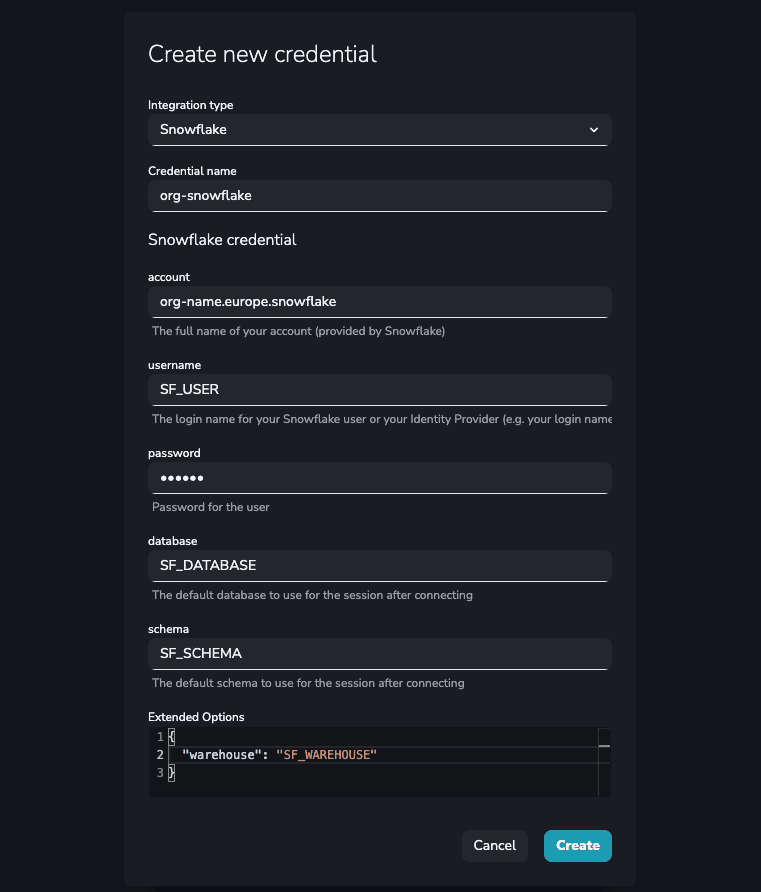 Create new credential
Integration type
Snowflake
Credential name
org-snowflake
Snowflake credential
account
org-name.europe.snowflake
The full name of your account (provided by Snowflake)
username
SF_USER
The login name for your Snowflake user or your Identity Provider (e.g. your login name
password
••••••
Password for the user
database
SF_DATABASE
The default database to use for the session after connecting
schema
SF_SCHEMA
The default schema to use for the session after connecting
Extended Options
1 {
2 "warehouse": "SF_WAREHOUSE"
3 }
Cancel Create